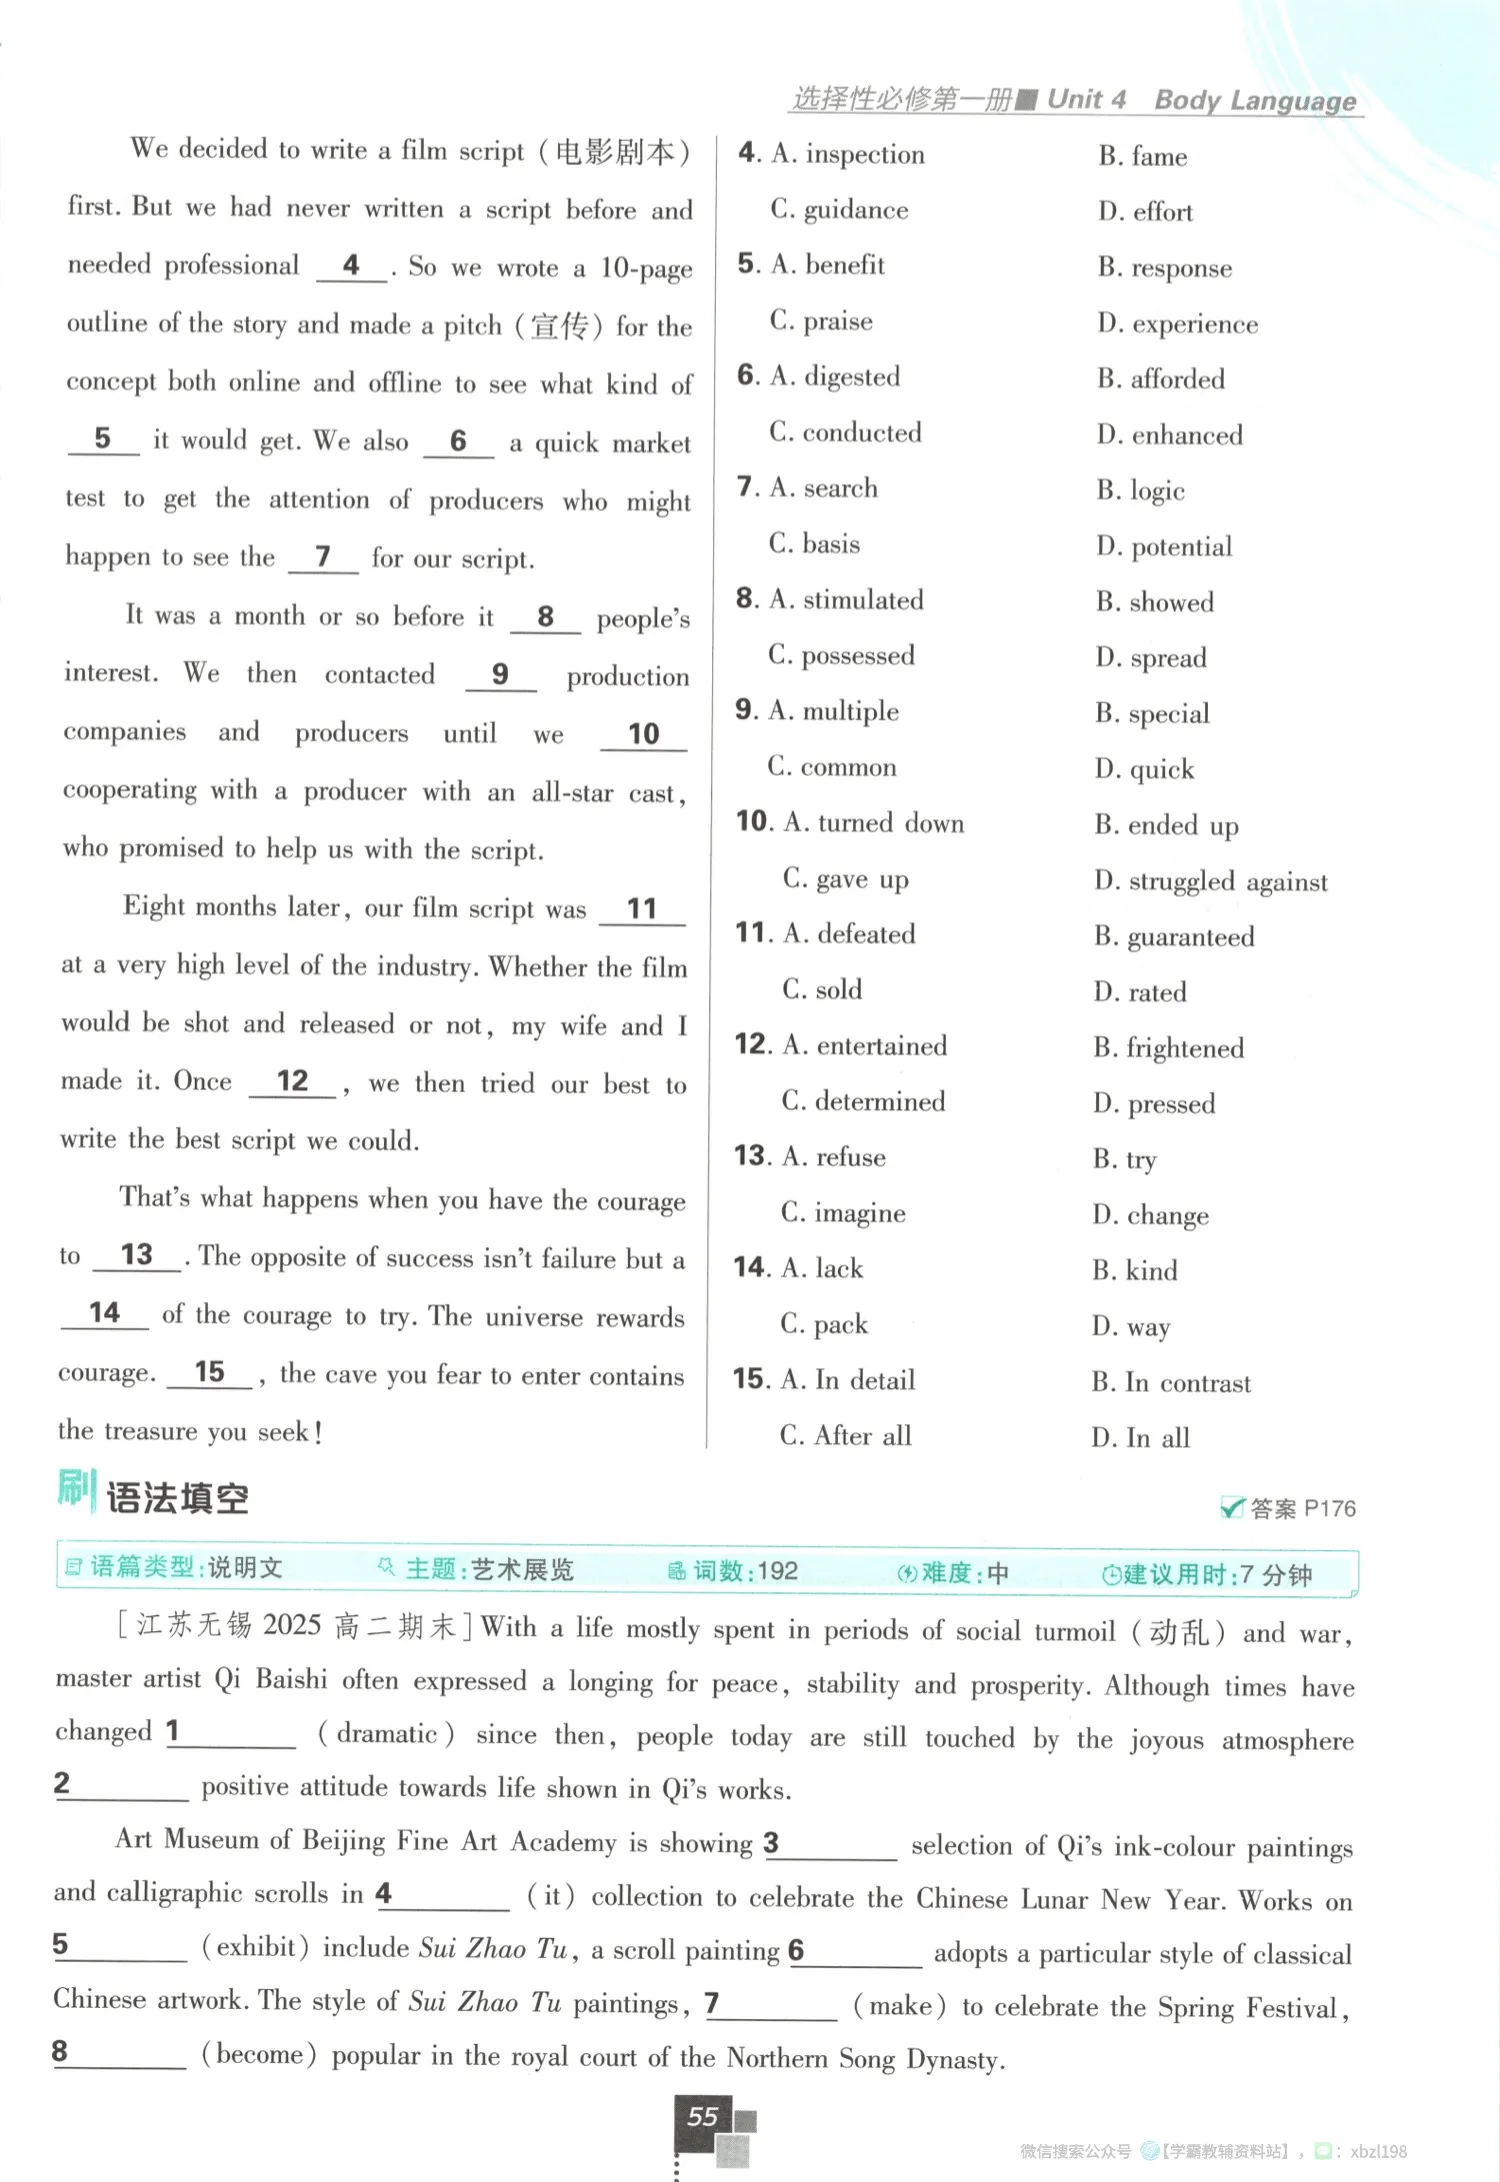 选择性必修第一册■ Unit 4 Body Language
We decided to write a film script（电影剧本）
first. But we had never written a script before and
needed professional 4 . So we wrote a 10-page
outline of the story and made a pitch（宣传）for the
concept both online and offline to see what kind of
5 it would get. We also 6 a quick market
test to get the attention of producers who might
happen to see the 7 for our script.
It was a month or so before it 8 people's
interest. We then contacted 9 production
companies and producers until we 10
cooperating with a producer with an all-star cast,
who promised to help us with the script.
Eight months later, our film script was 11
at a very high level of the industry. Whether the film
would be shot and released or not, my wife and I
made it. Once 12 , we then tried our best to
write the best script we could.
That's what happens when you have the courage
to 13 . The opposite of success isn't failure but a
14 of the courage to try. The universe rewards
courage. 15 , the cave you fear to enter contains
the treasure you seek!
4. A. inspection B. fame
C. guidance D. effort
5. A. benefit B. response
C. praise D. experience
6. A. digested B. afforded
C. conducted D. enhanced
7. A. search B. logic
C. basis D. potential
8. A. stimulated B. showed
C. possessed D. spread
9. A. multiple B. special
C. common D. quick
10. A. turned down B. ended up
C. gave up D. struggled against
11. A. defeated B. guaranteed
C. sold D. rated
12. A. entertained B. frightened
C. determined D. pressed
13. A. refuse B. try
C. imagine D. change
14. A. lack B. kind
C. pack D. way
15. A. In detail B. In contrast
C. After all D. In all
刷 语法填空
答案 P176
语篇类型:说明文 主题:艺术展览 词数:192 难度:中 建议用时:7 分钟
[江苏无锡 2025 高二期末]With a life mostly spent in periods of social turmoil（动乱）and war,
master artist Qi Baishi often expressed a longing for peace, stability and prosperity. Although times have
changed 1 （dramatic）since then, people today are still touched by the joyous atmosphere
2 positive attitude towards life shown in Qi's works.
Art Museum of Beijing Fine Art Academy is showing 3 selection of Qi's ink-colour paintings
and calligraphic scrolls in 4 （it）collection to celebrate the Chinese Lunar New Year. Works on
5 （exhibit）include Sui Zhao Tu, a scroll painting 6 adopts a particular style of classical
Chinese artwork. The style of Sui Zhao Tu paintings, 7 （make）to celebrate the Spring Festival,
8 （become）popular in the royal court of the Northern Song Dynasty.
55
微信搜索公众号 【学霸教辅资料站】, : xbzl198